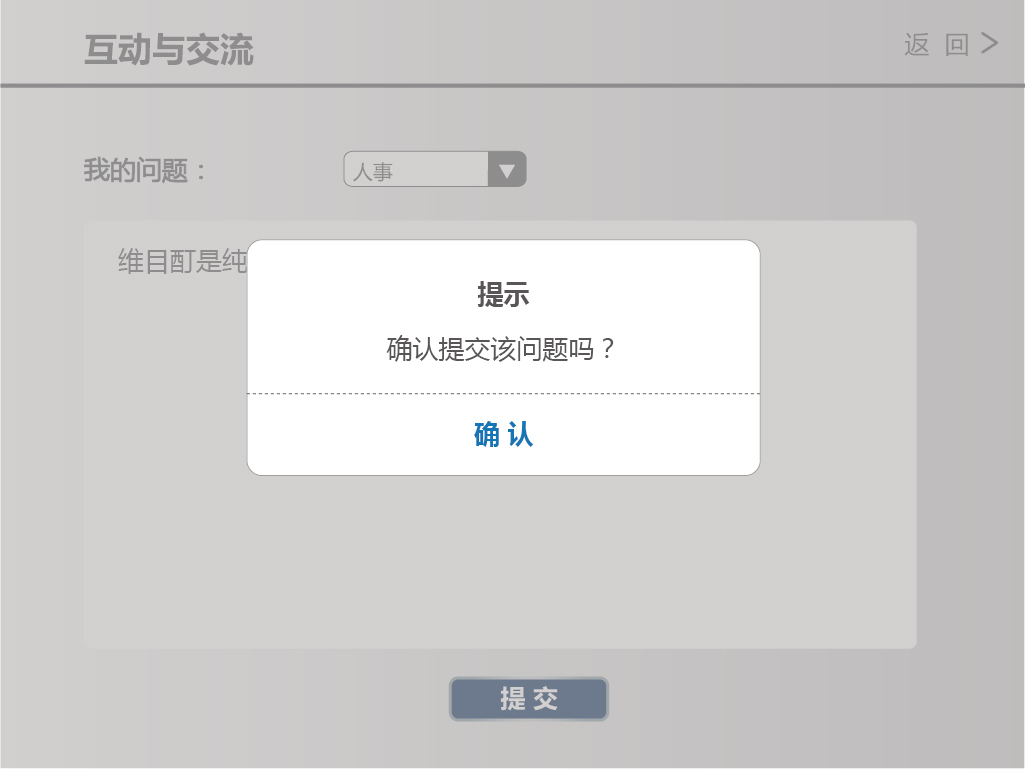 互动与交流
返 回 >
我的问题：
人事
维目酊是纯
提示
确认提交该问题吗？
确 认
提 交